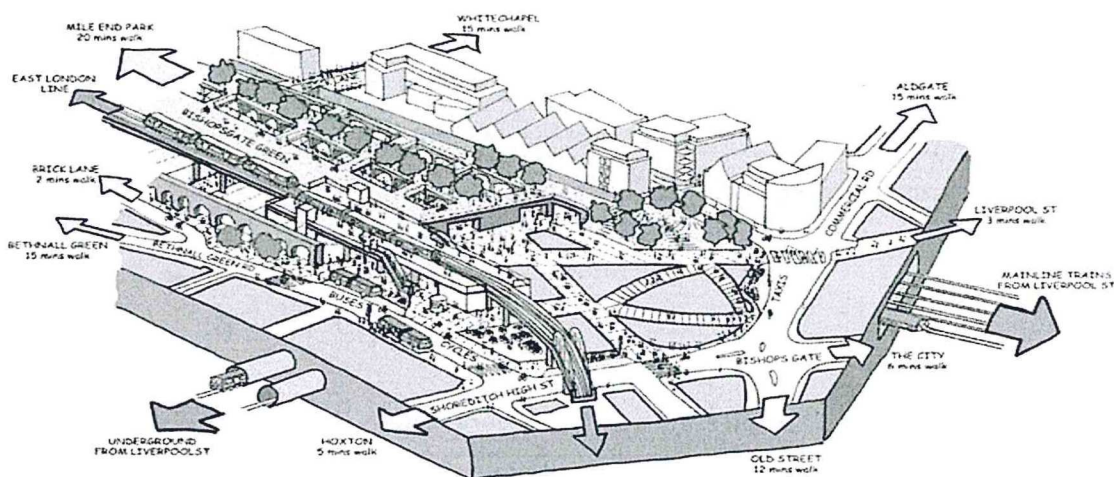 WHITECHAPEL
15 mins walk
MILE END PARK
20 mins walk
EAST LONDON
LINE
ALDGATE
15 mins walk
BISHOPSGATE GREEN
BRICK LANE
2 mins walk
COMMERCIAL RD
LIVERPOOL ST
3 mins walk
BETHNALL GREEN
15 mins walk
BETHNALL GREEN RD
MAINLINE TRAINS
FROM LIVERPOOL ST
TAXIS
BUSES
CYCLES
BISHOPS GATE
THE CITY
6 mins walk
SHOREDITCH HIGH ST
UNDERGROUND
FROM LIVERPOOLST
HOXTON
5 mins walk
OLD STREET
12 mins walk